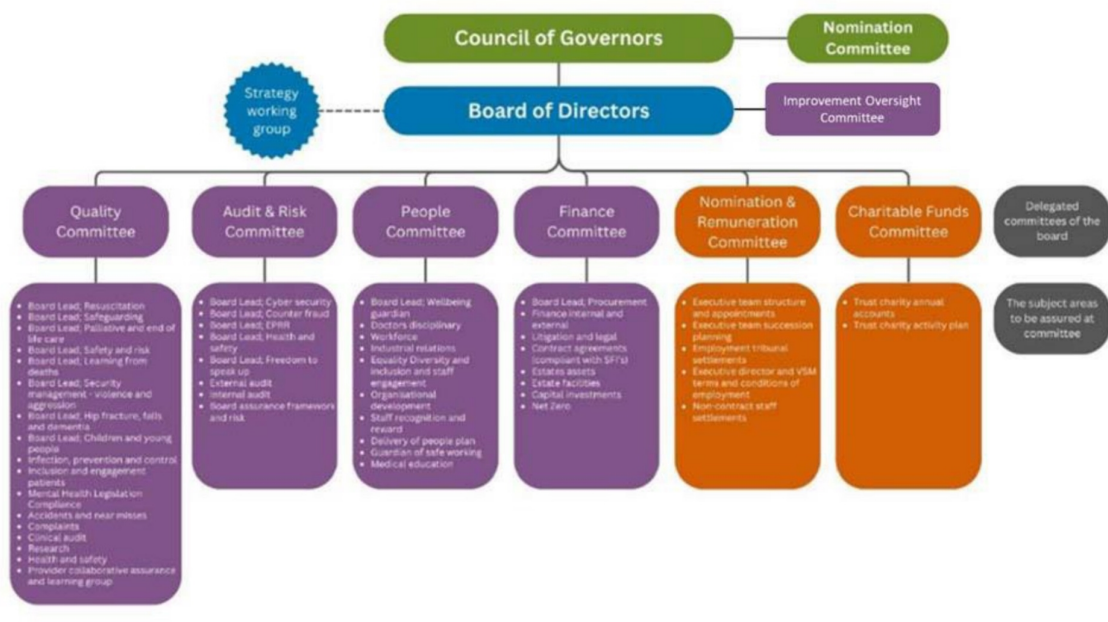 Council of Governors
Nomination
Committee
Strategy
working
group
Board of Directors
Improvement Oversight
Committee
Quality
Committee
Audit & Risk
Committee
People
Committee
Finance
Committee
Nomination &
Remuneration
Committee
Charitable Funds
Committee
Delegated
committees of the
board
• Board Lead; Resuscitation
• Board Lead; Safeguarding
• Board Lead; Palliative and end of
life care
• Board Lead; Safety and risk
• Board Lead; Learning from
deaths
• Board Lead; Security
management - violence and
aggression
• Board Lead; Hip fracture, falls
and dementia
• Board Lead; Children and young
people
• Infection, prevention and control
• Inclusion and engagement
patients
• Mental Health Legislation
Compliance
• Accidents and near misses
• Complaints
• Clinical audit
• Research
• Health and safety
• Provider collaborative assurance
and learning group
• Board Lead; Cyber security
• Board Lead; Counter fraud
• Board Lead; EPRR
• Board Lead; Health and
safety
• Board Lead; Freedom to
speak up
• External audit
• Internal audit
• Board assurance framework
and risk
• Board Lead; Wellbeing
guardian
• Doctors disciplinary
• Workforce
• Industrial relations
• Equality Diversity and
inclusion and staff
engagement
• Organisational
development
• Staff recognition and
reward
• Delivery of people plan
• Guardian of safe working
• Medical education
• Board Lead; Procurement
• Finance internal and
external
• Litigation and legal
• Contract agreements
(compliant with SFI's)
• Estates assets
• Estate facilities
• Capital investments
• Net Zero
• Executive team structure
and appointments
• Executive team succession
planning
• Employment tribunal
settlements
• Executive director and VSM
terms and conditions of
employment
• Non-contract staff
settlements
• Trust charity annual
accounts
• Trust charity activity plan
The subject areas
to be assured at
committee